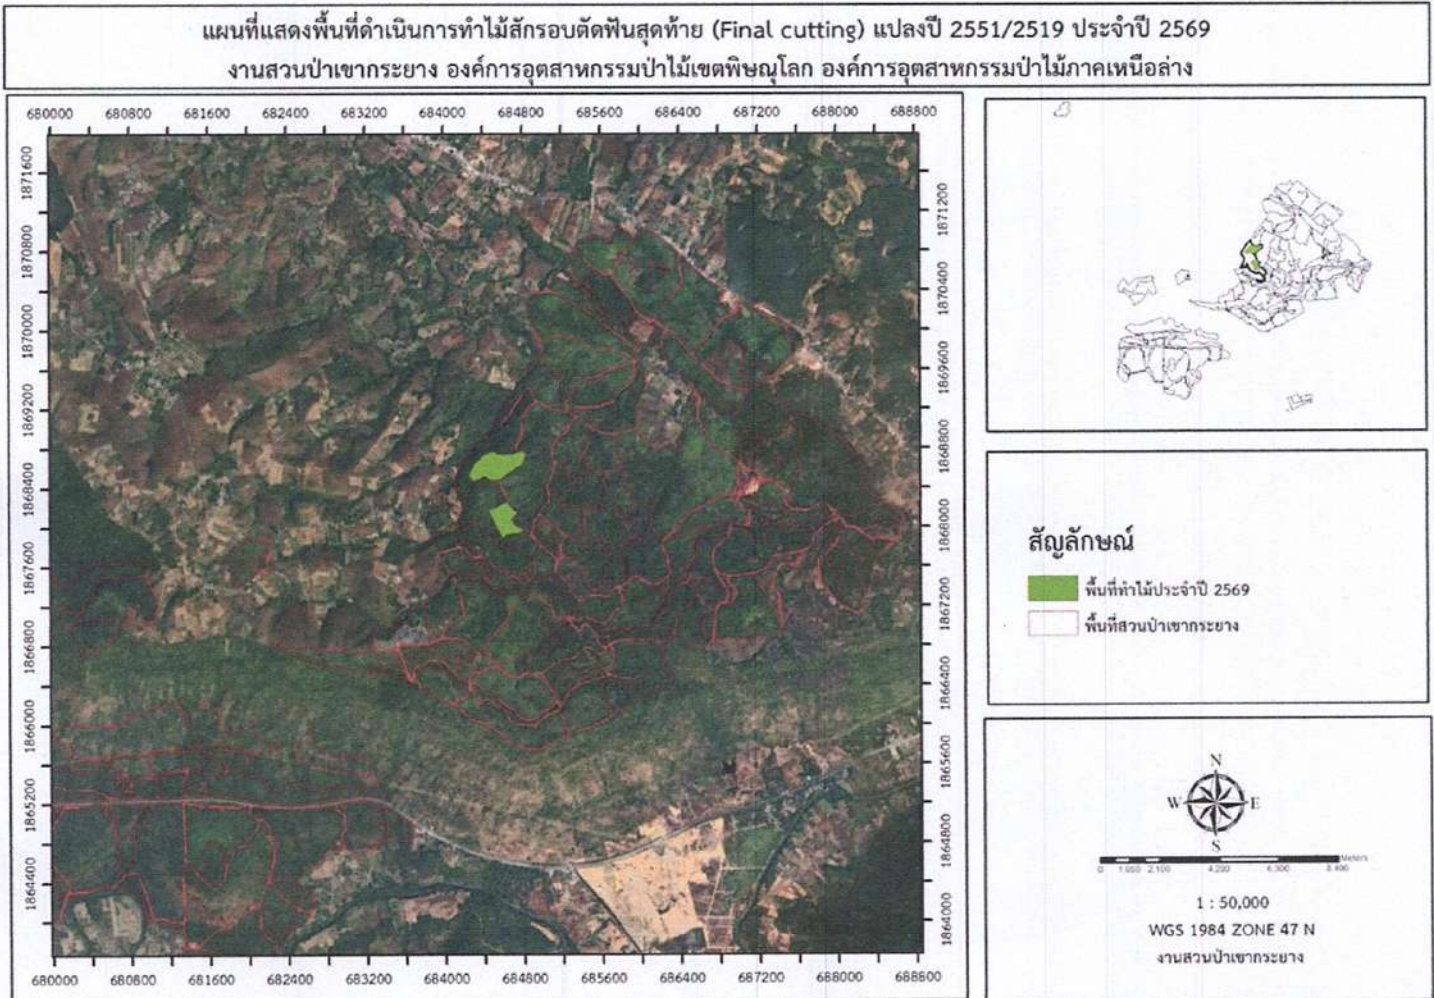 แผนที่แสดงพื้นที่ดำเนินการทำไม้สักรอบตัดฟันสุดท้าย (Final cutting) แปลงปี 2551/2519 ประจำปี 2569
งานสวนป่าเขากระยาง องค์การอุตสาหกรรมป่าไม้เขตพิษณุโลก องค์การอุตสาหกรรมป่าไม้ภาคเหนือล่าง
680000 680800 681600 682400 683200 684000 684800 685600 686400 687200 688000 688800
1871600
1870800
1870000
1869200
1868400
1867600
1866800
1866000
1865200
1864400
1871200
1870400
1869600
1868800
1868000
1867200
1866400
1865600
1864800
1864000
680000 680800 681600 682400 683200 684000 684800 685600 686400 687200 688000 688800
สัญลักษณ์
พื้นที่ทำไม้ประจำปี 2569
พื้นที่สวนป่าเขากระยาง
N
W E
S
Meters
0 2,100 4,200 6,300 8,400
1 : 50,000
WGS 1984 ZONE 47 N
งานสวนป่าเขากระยาง